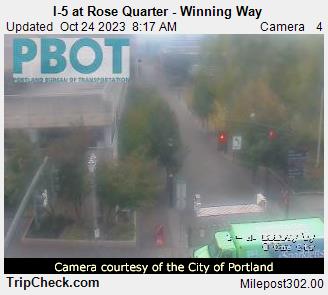 I-5 at Rose Quarter - Winning Way
Updated Oct 24 2023 8:17 AM Camera 4
PBOT
PORTLAND BUREAU OF TRANSPORTATION
Camera courtesy of the City of Portland
TripCheck.com Milepost302.00